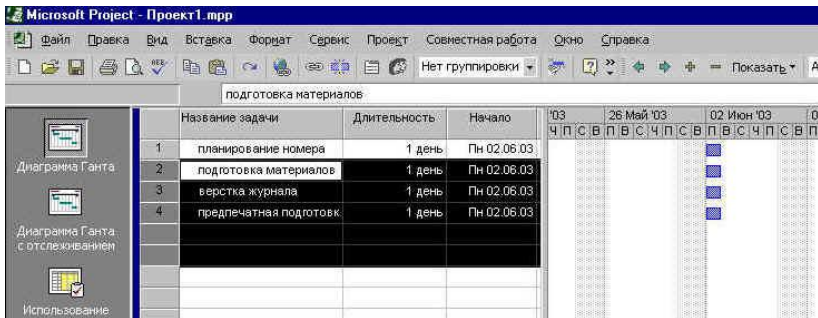 Microsoft Project - Проект1.mpp
Файл Правка Вид Вставка Формат Сервис Проект Совместная работа Окно Справка
Нет группировки Показать
подготовка материалов
Название задачи Длительность Начало '03 26 Май '03 02 Июн '03 0
Ч П С В П В С Ч П С В П В С Ч П С В П
1 планирование номера 1 день Пн 02.06.03
2 подготовка материалов 1 день Пн 02.06.03
3 верстка журнала 1 день Пн 02.06.03
4 предпечатная подготовк 1 день Пн 02.06.03
Диаграмма Ганта
Диаграмма Ганта
с отслеживанием
Использование